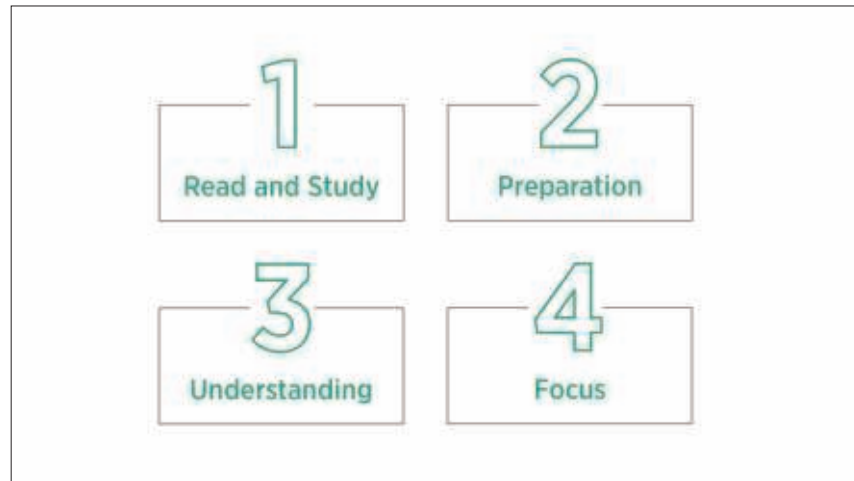 1
Read and Study
2
Preparation
3
Understanding
4
Focus